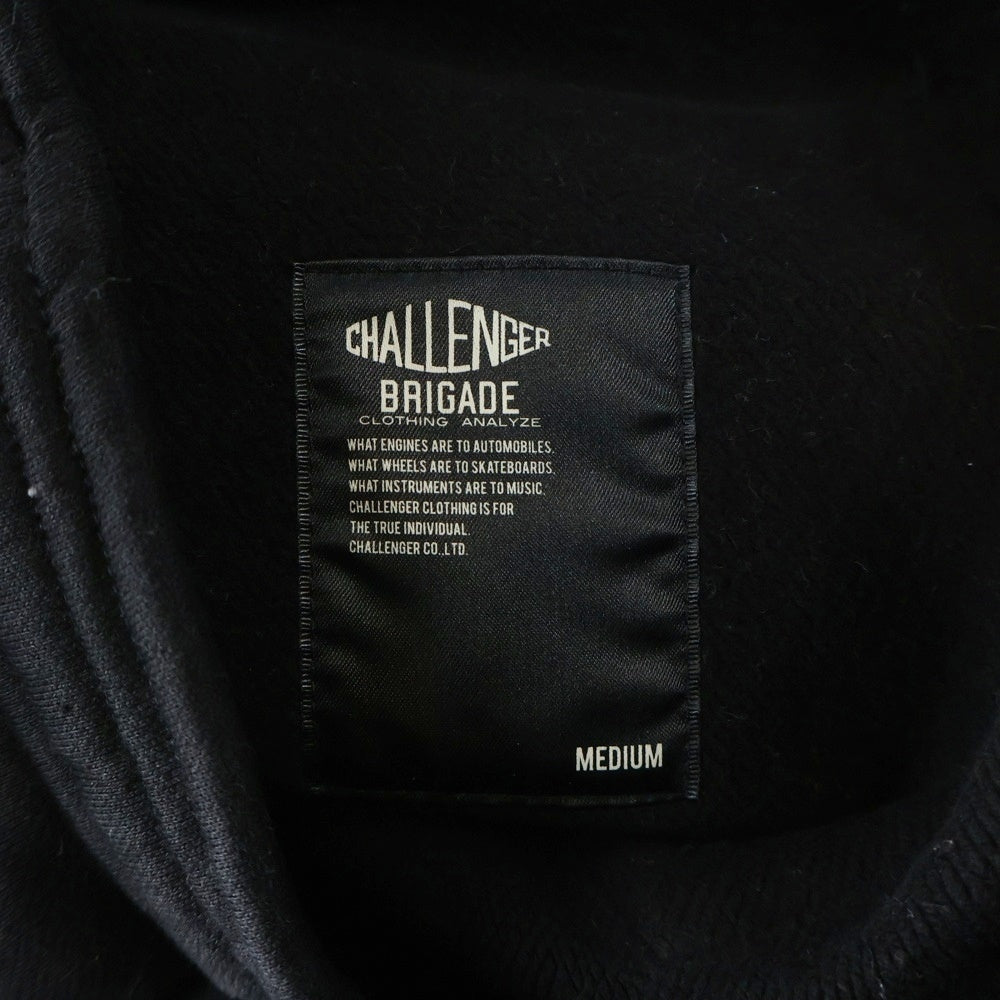 CHALLENGER
BRIGADE
CLOTHING ANALYZE
WHAT ENGINES ARE TO AUTOMOBILES,
WHAT WHEELS ARE TO SKATEBOARDS,
WHAT INSTRUMENTS ARE TO MUSIC,
CHALLENGER CLOTHING IS FOR
THE TRUE INDIVIDUAL.
CHALLENGER CO.,LTD.
MEDIUM